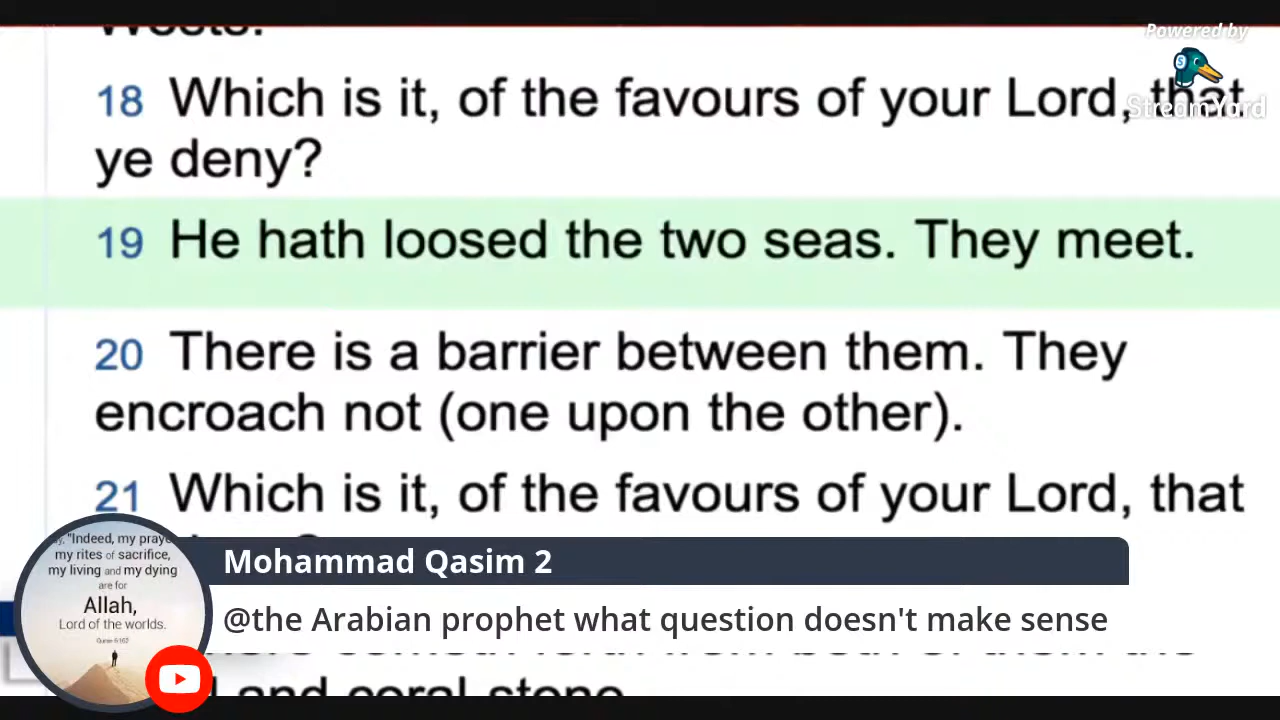 Powered by
StreamYard
18 Which is it, of the favours of your Lord, that
ye deny?
19 He hath loosed the two seas. They meet.
20 There is a barrier between them. They
encroach not (one upon the other).
21 Which is it, of the favours of your Lord, that
"Indeed, my praye
my rites of sacrifice,
my living and my dying
are for
Allah,
Lord of the worlds.
Mohammad Qasim 2
@the Arabian prophet what question doesn't make sense
and coral-stone.